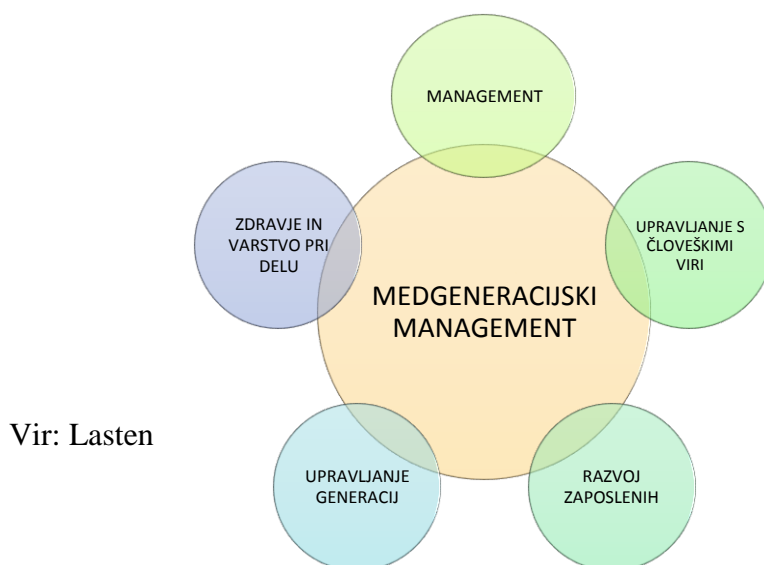 MANAGEMENT
UPRAVLJANJE S
ČLOVEŠKIMI
VIRI
RAZVOJ
ZAPOSLENIH
UPRAVLJANJE
GENERACIJ
ZDRAVJE IN
VARSTVO PRI
DELU
MEDGENERACIJSKI
MANAGEMENT
Vir: Lasten